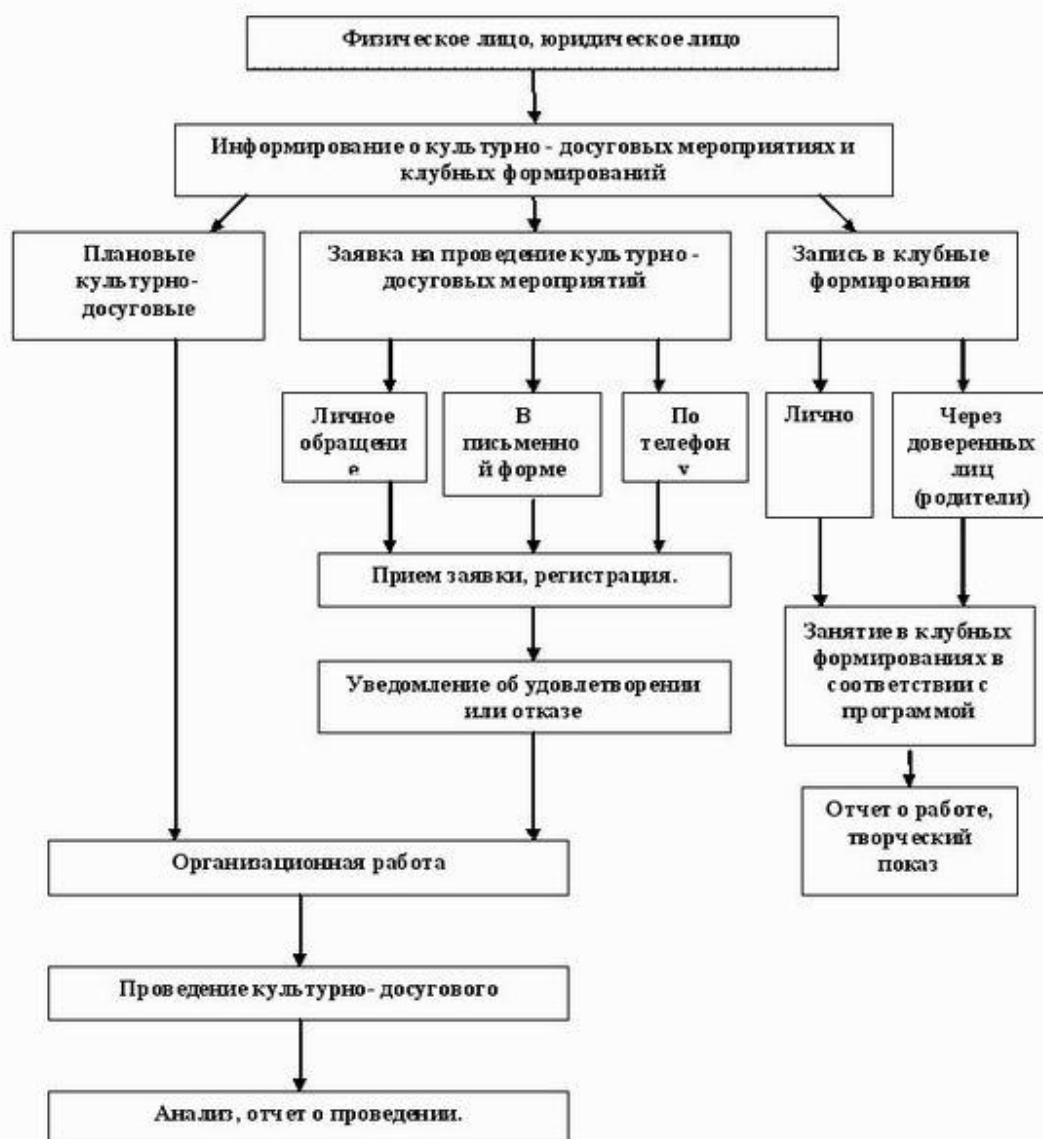 Физическое лицо, юридическое лицо
Информирование о культурно - досуговых мероприятиях и
клубных формирований
Плановые
культурно-
досуговые
Заявка на проведение культурно -
досуговых мероприятий
Запись в клубные
формирования
Личное
обращение
е
В
письменно
й форме
По
телефон
у
Лично
Через
доверенных
лиц
(родители)
Прием заявки, регистрация.
Уведомление об удовлетворении
или отказе
Занятие в клубных
формированиях в
соответствии с
программой
Отчет о работе,
творческий
показ
Организационная работа
Проведение культурно- досугового
Анализ, отчет о проведении.